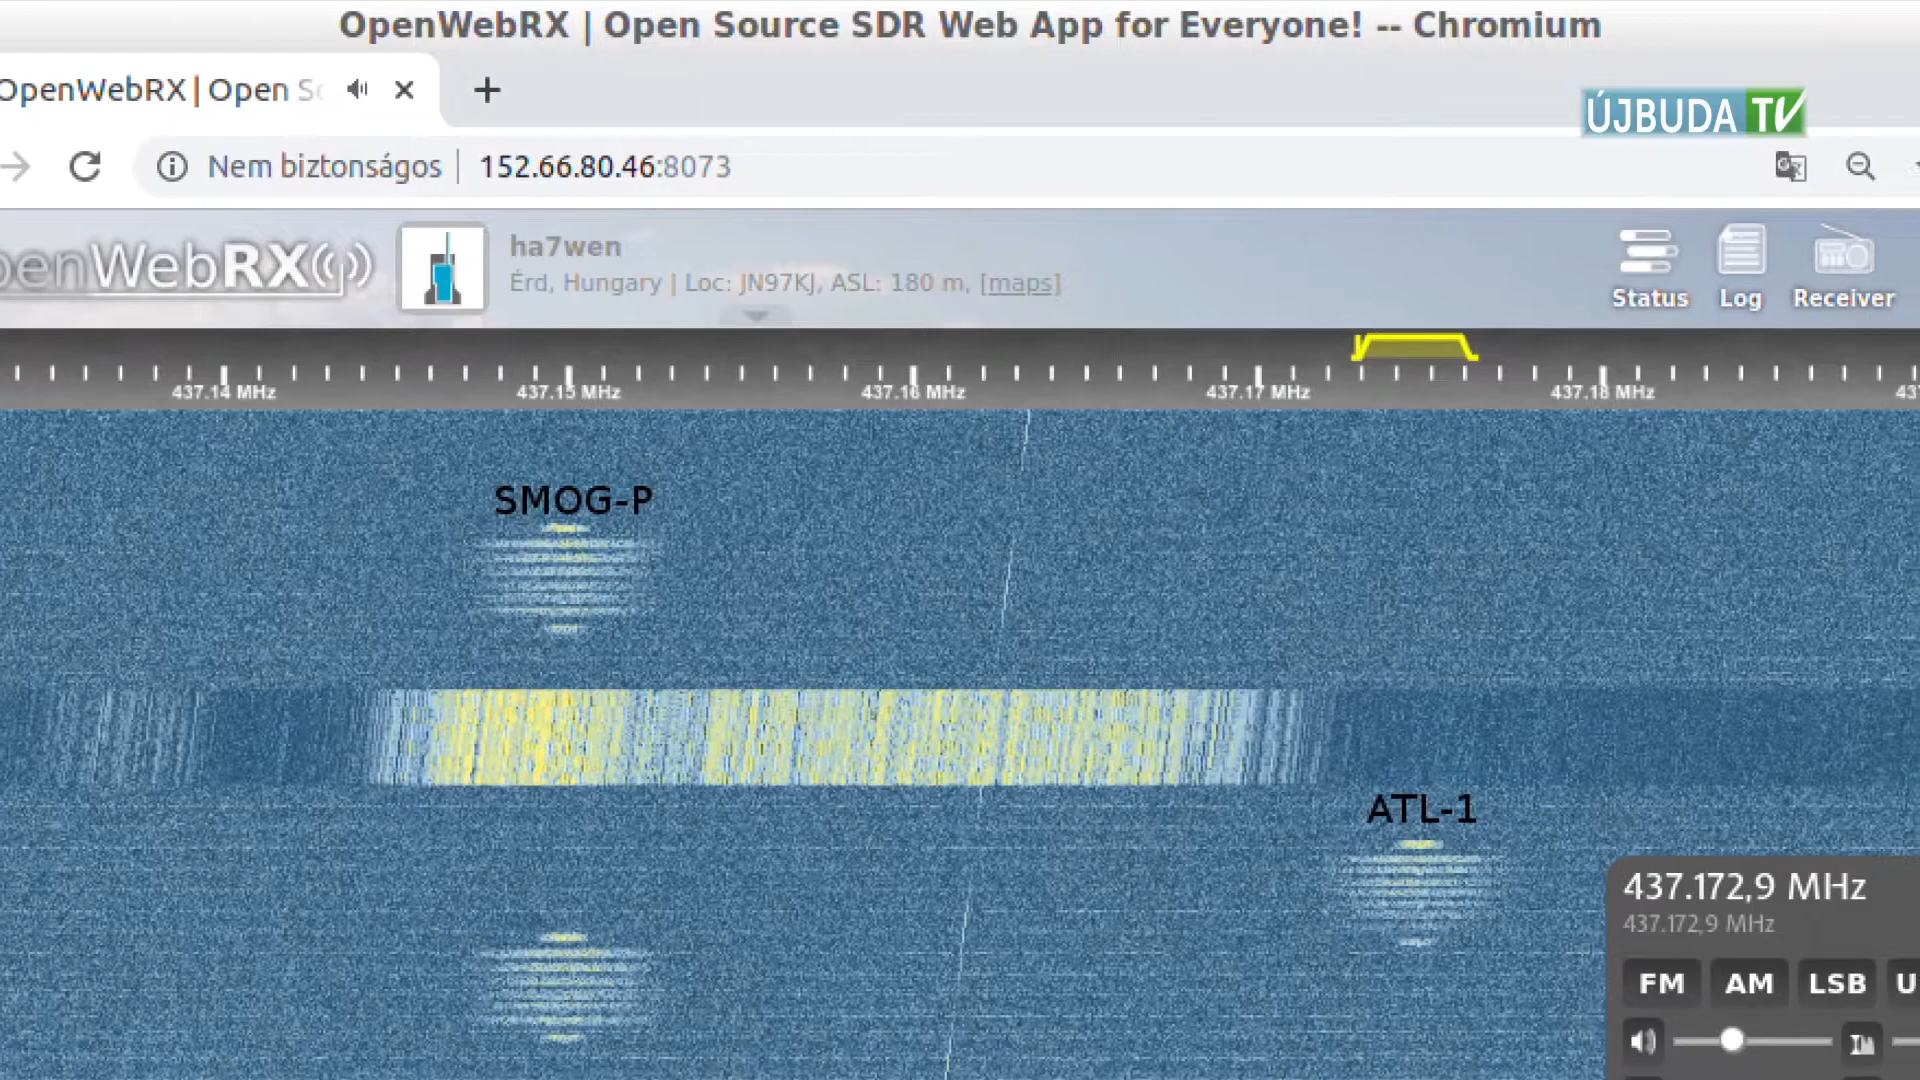 OpenWebRX | Open Source SDR Web App for Everyone! -- Chromium
OpenWebRX | Open So
ÚJBUDA TV
Nem biztonságos
152.66.80.46:8073
penWebRX
ha7wen
Érd, Hungary | Loc: JN97KJ, ASL: 180 m, [maps]
Status
Log
Receiver
437.14 MHz
437.15 MHz
437.16 MHz
437.17 MHz
437.18 MHz
437
SMOG-P
ATL-1
437.172,9 MHz
437.172,9 MHz
FM
AM
LSB
U